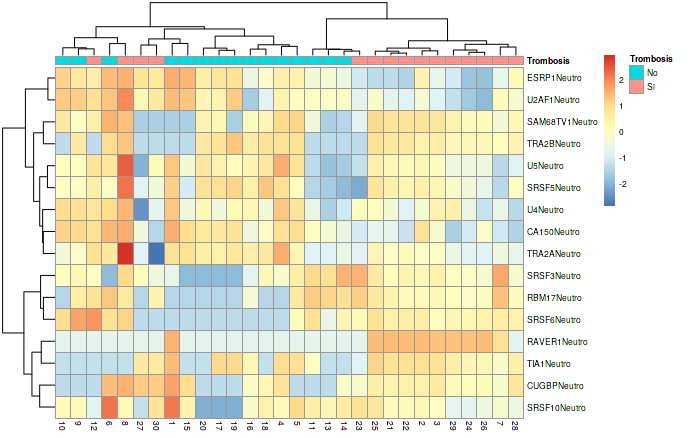 Trombosis
ESRP1Neutro
U2AF1Neutro
SAM68TV1Neutro
TRA2BNeutro
U5Neutro
SRSF5Neutro
U4Neutro
CA150Neutro
TRA2ANeutro
SRSF3Neutro
RBM17Neutro
SRSF6Neutro
RAVER1Neutro
TIA1Neutro
CUGBPNeutro
SRSF10Neutro
10 9 12 6 8 27 30 1 15 20 17 19 16 18 4 5 11 13 14 23 25 21 22 2 3 29 24 26 7 28
2
1
0
-1
-2
Trombosis
No
SI